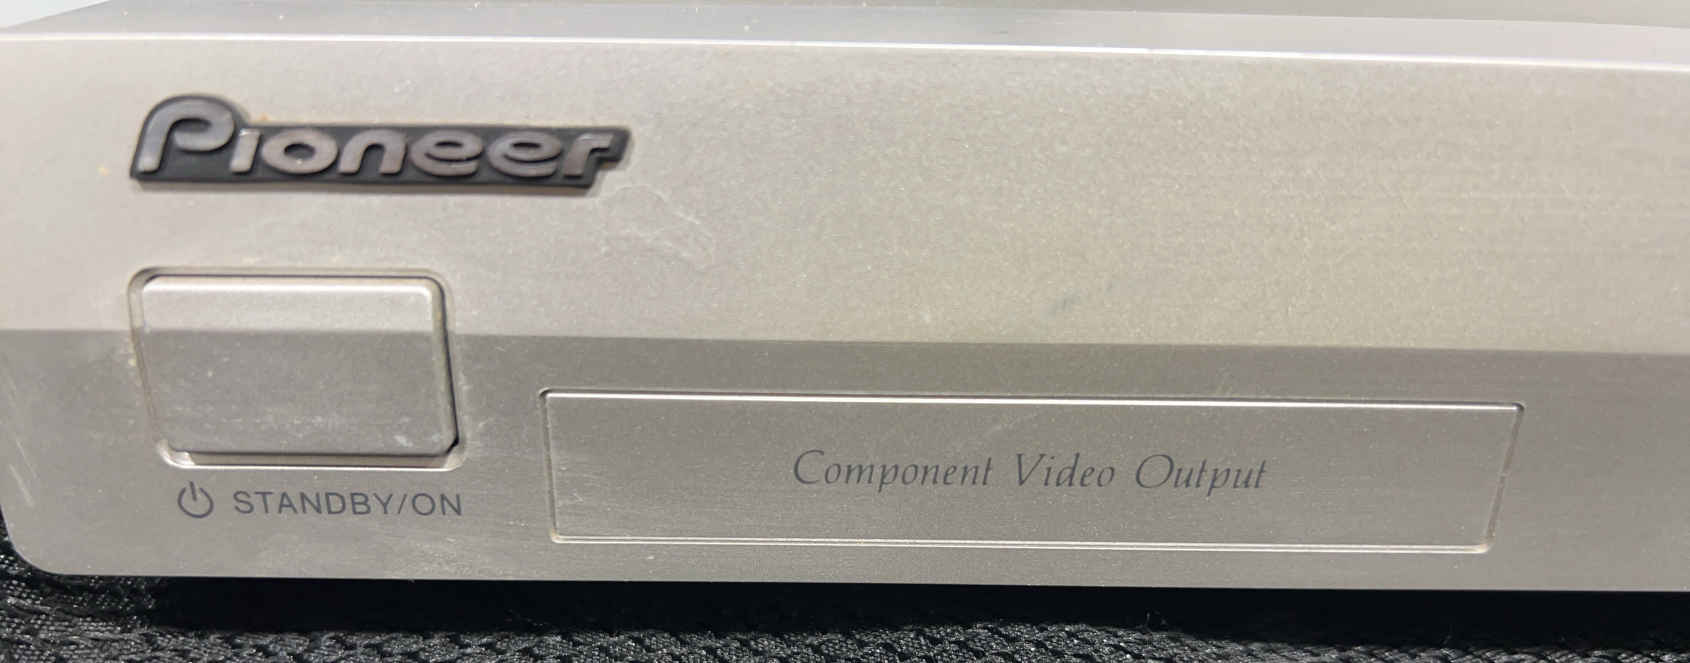 Pioneer
STANDBY/ON
Component Video Output